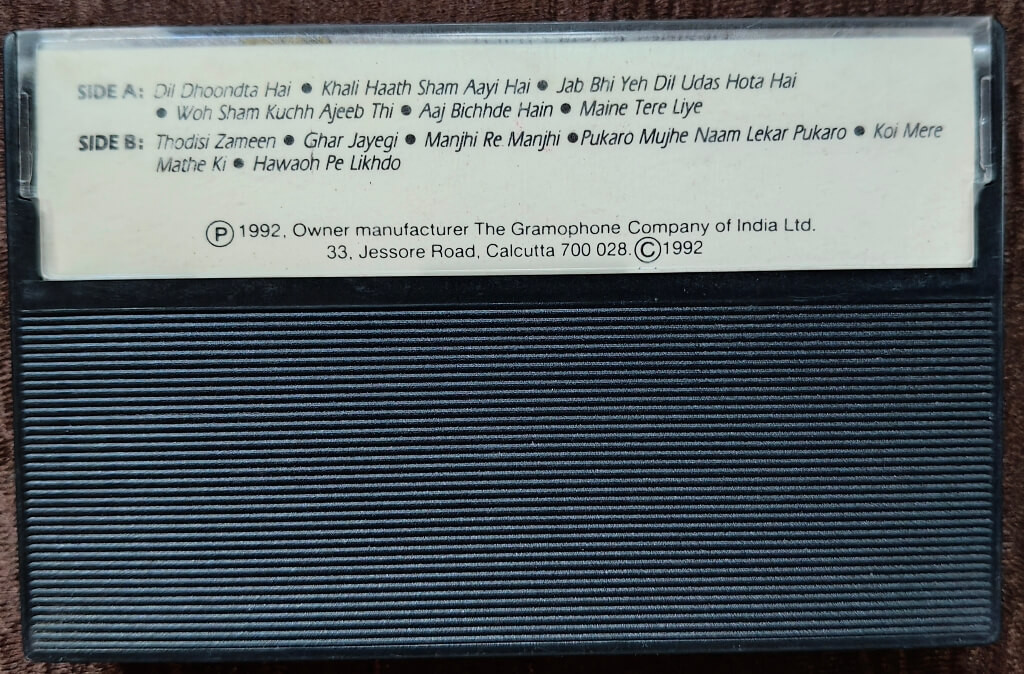 SIDE A: Dil Dhoondta Hai ● Khali Haath Sham Aayi Hai ● Jab Bhi Yeh Dil Udas Hota Hai
● Woh Sham Kuchh Ajeeb Thi ● Aaj Bichhde Hain ● Maine Tere Liye
SIDE B: Thodisi Zameen ● Ghar Jayegi ● Manjhi Re Manjhi ● Pukaro Mujhe Naam Lekar Pukaro ● Koi Mere
Mathe Ki ● Hawaoh Pe Likhdo
Ⓟ 1992, Owner manufacturer The Gramophone Company of India Ltd.
33, Jessore Road, Calcutta 700 028. Ⓒ 1992